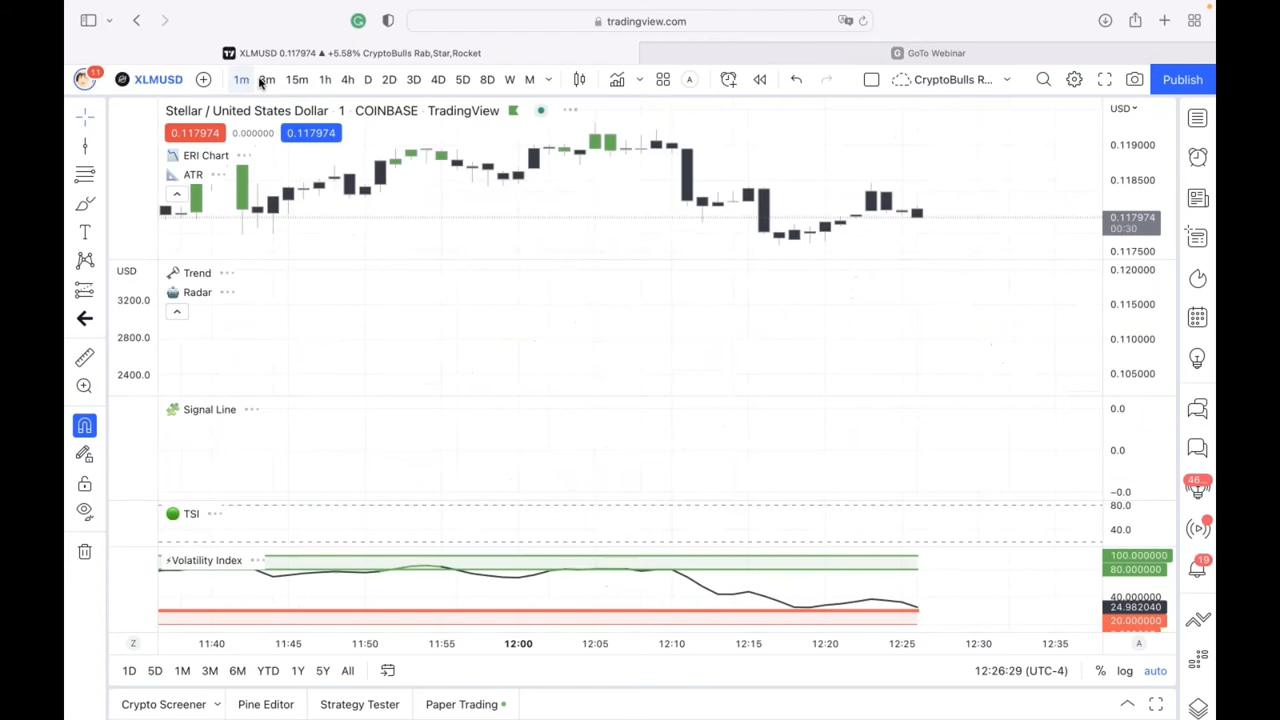 tradingview.com
XLMUSD 0.117974 ▲ +5.58% CryptoBulls Rab,Star,Rocket
GoTo Webinar
11
XLMUSD
1m
15m
1h
4h
D
2D
3D
4D
5D
8D
W
M
A
CryptoBulls R...
Publish
Stellar / United States Dollar · 1 · COINBASE · TradingView
USD
0.117974
0.000000
0.117974
ERI Chart
ATR
0.119000
0.118500
0.117974
00:30
0.117500
USD
Trend
Radar
3200.0
2800.0
2400.0
0.120000
0.115000
0.110000
0.105000
Signal Line
0.0
0.0
−0.0
TSI
80.0
40.0
⚡Volatility Index
100.000000
80.000000
40.000000
24.982040
20.000000
46...
19
Z
11:40
11:45
11:50
11:55
12:00
12:05
12:10
12:15
12:20
12:25
12:30
12:35
A
1D
5D
1M
3M
6M
YTD
1Y
5Y
All
12:26:29 (UTC-4)
%
log
auto
Crypto Screener
Pine Editor
Strategy Tester
Paper Trading